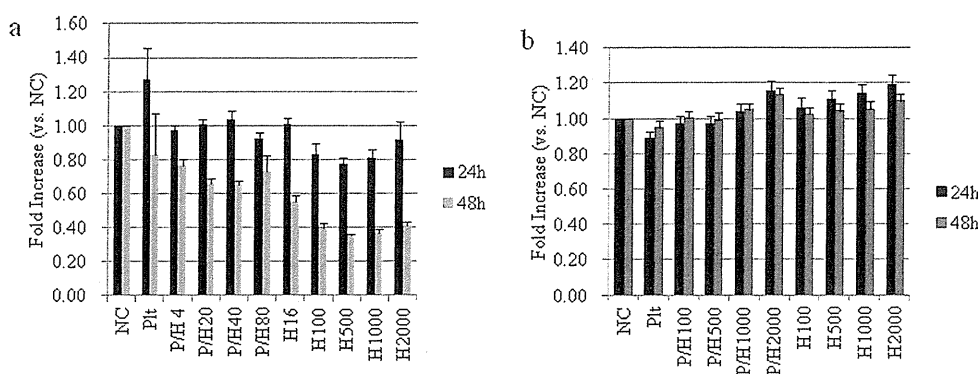 a
Fold Increase (vs. NC)
1.60
1.40
1.20
1.00
0.80
0.60
0.40
0.20
0.00
NC
Plt
P/H 4
P/H20
P/H40
P/H80
H16
H100
H500
H1000
H2000
24h
48h
b
Fold Increase (vs. NC)
1.40
1.20
1.00
0.80
0.60
0.40
0.20
0.00
NC
Plt
P/H100
P/H500
P/H1000
P/H2000
H100
H500
H1000
H2000
24h
48h